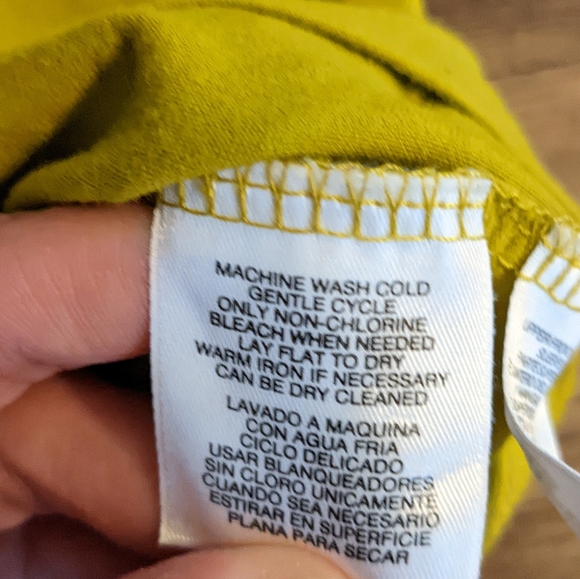 MACHINE WASH COLD
GENTLE CYCLE
ONLY NON-CHLORINE
BLEACH WHEN NEEDED
LAY FLAT TO DRY
WARM IRON IF NECESSARY
CAN BE DRY CLEANED
LAVADO A MAQUINA
CON AGUA FRIA
CICLO DELICADO
USAR BLANQUEADORES
SIN CLORO UNICAMENTE
CUANDO SEA NECESARIO
ESTIRAR EN SUPERFICIE
PLANA PARA SECAR